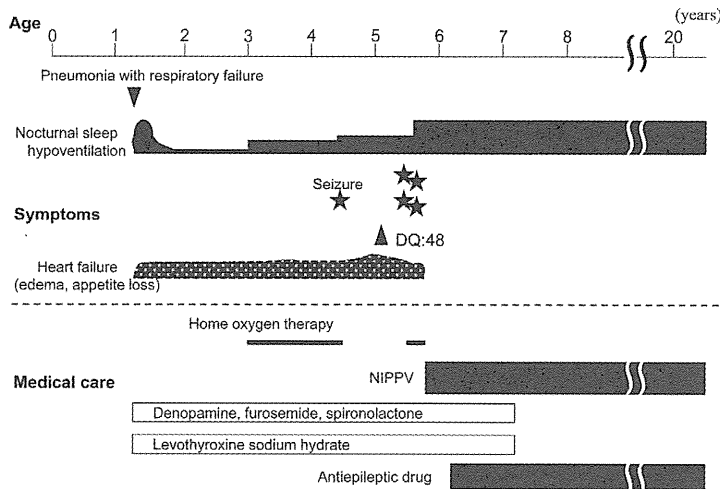 Age
(years)
0 1 2 3 4 5 6 7 8 20
Pneumonia with respiratory failure
Nocturnal sleep
hypoventilation
Seizure
Symptoms
DQ:48
Heart failure
(edema, appetite loss)
Home oxygen therapy
NIPPV
Medical care
Denopamine, furosemide, spironolactone
Levothyroxine sodium hydrate
Antiepileptic drug